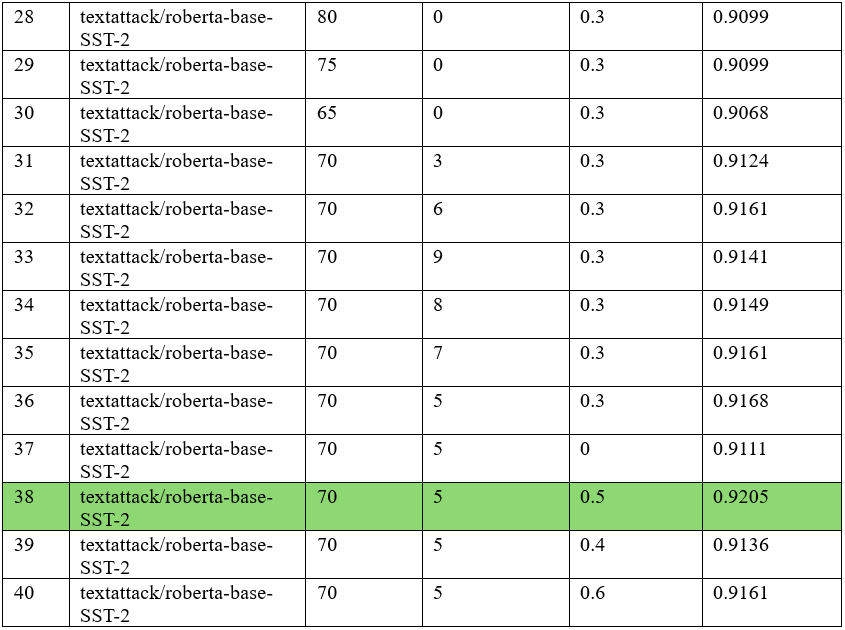 28 textattack/roberta-base- 80 0 0.3 0.9099
SST-2
29 textattack/roberta-base- 75 0 0.3 0.9099
SST-2
30 textattack/roberta-base- 65 0 0.3 0.9068
SST-2
31 textattack/roberta-base- 70 3 0.3 0.9124
SST-2
32 textattack/roberta-base- 70 6 0.3 0.9161
SST-2
33 textattack/roberta-base- 70 9 0.3 0.9141
SST-2
34 textattack/roberta-base- 70 8 0.3 0.9149
SST-2
35 textattack/roberta-base- 70 7 0.3 0.9161
SST-2
36 textattack/roberta-base- 70 5 0.3 0.9168
SST-2
37 textattack/roberta-base- 70 5 0 0.9111
SST-2
38 textattack/roberta-base- 70 5 0.5 0.9205
SST-2
39 textattack/roberta-base- 70 5 0.4 0.9136
SST-2
40 textattack/roberta-base- 70 5 0.6 0.9161
SST-2